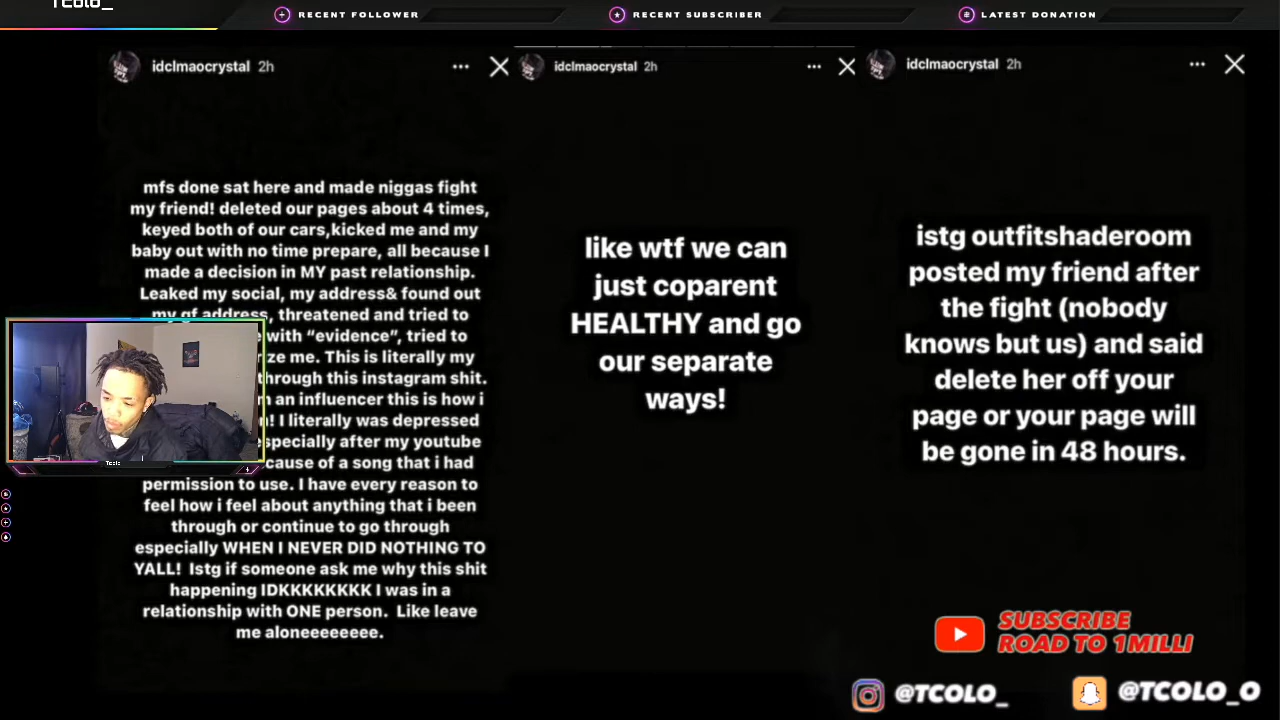 TCOLO_
RECENT FOLLOWER
RECENT SUBSCRIBER
LATEST DONATION
idclmaocrystal 2h
mfs done sat here and made niggas fight
my friend! deleted our pages about 4 times,
keyed both of our cars,kicked me and my
baby out with no time prepare, all because I
made a decision in MY past relationship.
Leaked my social, my address& found out
my gf address, threatened and tried to
with “evidence”, tried to
me. This is literally my
through this instagram shit.
an influencer this is how i
I literally was depressed
especially after my youtube
cause of a song that i had
permission to use. I have every reason to
feel how i feel about anything that i been
through or continue to go through
especially WHEN I NEVER DID NOTHING TO
YALL! Istg if someone ask me why this shit
happening IDKKKKKKKK I was in a
relationship with ONE person. Like leave
me aloneeeeeeee.
idclmaocrystal 2h
like wtf we can
just coparent
HEALTHY and go
our separate
ways!
idclmaocrystal 2h
istg outfitshaderoom
posted my friend after
the fight (nobody
knows but us) and said
delete her off your
page or your page will
be gone in 48 hours.
Tcolo
SUBSCRIBE
ROAD TO 1MILLI
@TCOLO_
@TCOLO_O